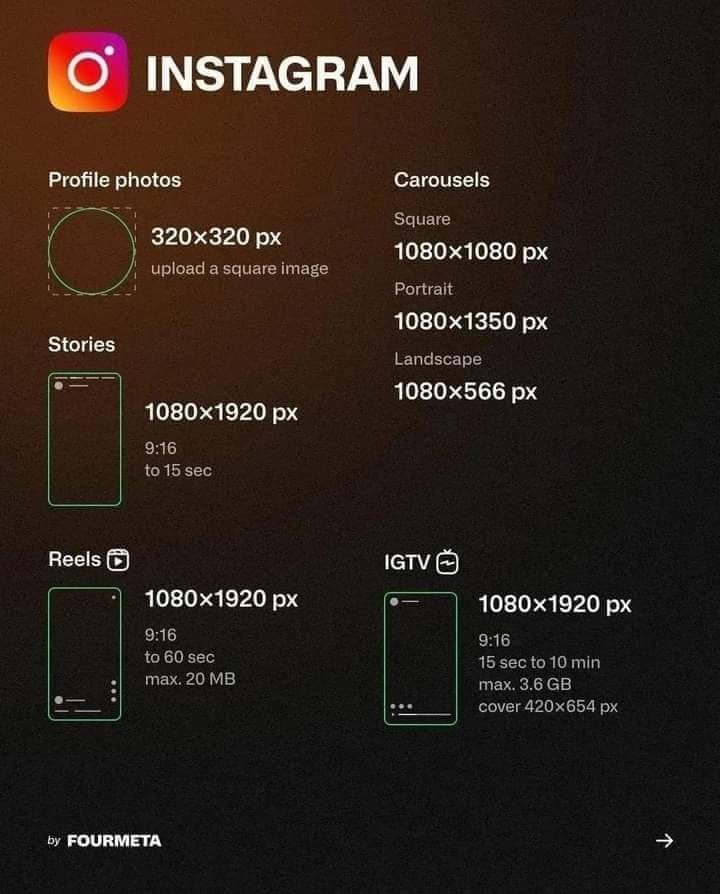 INSTAGRAM
Profile photos
320×320 px
upload a square image
Stories
1080×1920 px
9:16
to 15 sec
Carousels
Square
1080×1080 px
Portrait
1080×1350 px
Landscape
1080×566 px
Reels
1080×1920 px
9:16
to 60 sec
max. 20 MB
IGTV
1080×1920 px
9:16
15 sec to 10 min
max. 3.6 GB
cover 420×654 px
by FOURMETA